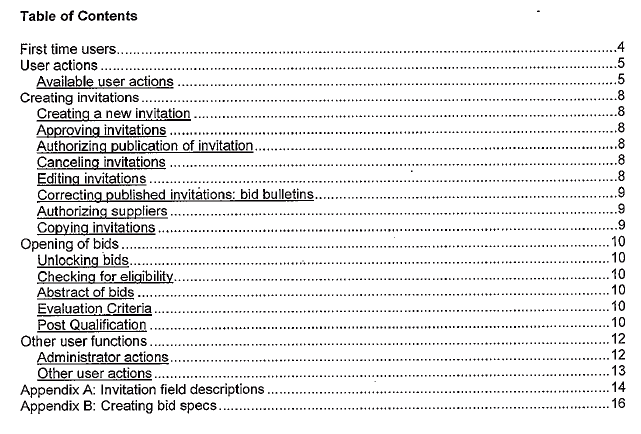 Table of Contents
First time users....4
User actions....5
Available user actions....5
Creating invitations....8
Creating a new invitation....8
Approving invitations....8
Authorizing publication of invitation....8
Canceling invitations....8
Editing invitations....8
Correcting published invitations: bid bulletins....9
Authorizing suppliers....9
Copying invitations....9
Opening of bids....10
Unlocking bids....10
Checking for eligibility....10
Abstract of bids....10
Evaluation Criteria....10
Post Qualification....10
Other user functions....12
Administrator actions....12
Other user actions....13
Appendix A: Invitation field descriptions....14
Appendix B: Creating bid specs....16